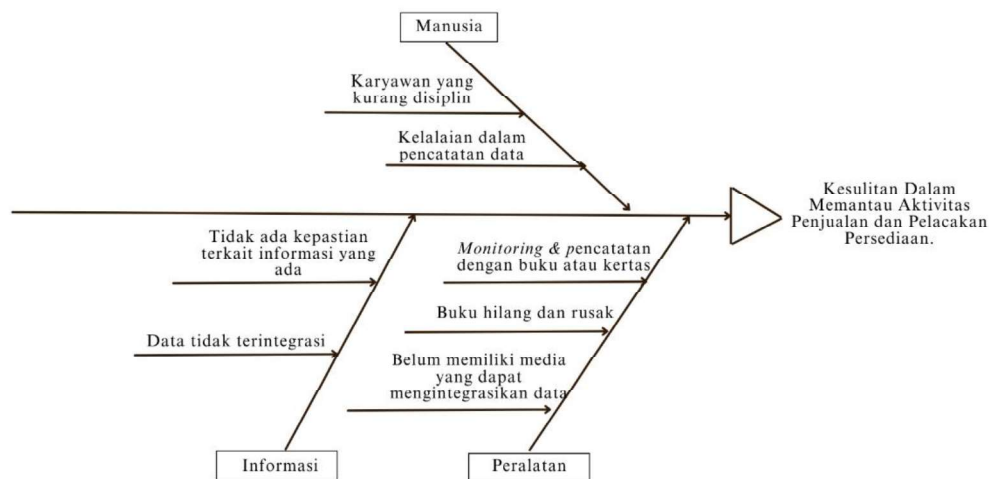 Manusia
Karyawan yang
kurang disiplin
Kelalaian dalam
pencatatan data
Kesulitan Dalam
Memantau Aktivitas
Penjualan dan Pelacakan
Persediaan.
Tidak ada kepastian
terkait informasi yang
ada
Data tidak terintegrasi
Monitoring & pencatatan
dengan buku atau kertas
Buku hilang dan rusak
Belum memiliki media
yang dapat
mengintegrasikan data
Informasi
Peralatan